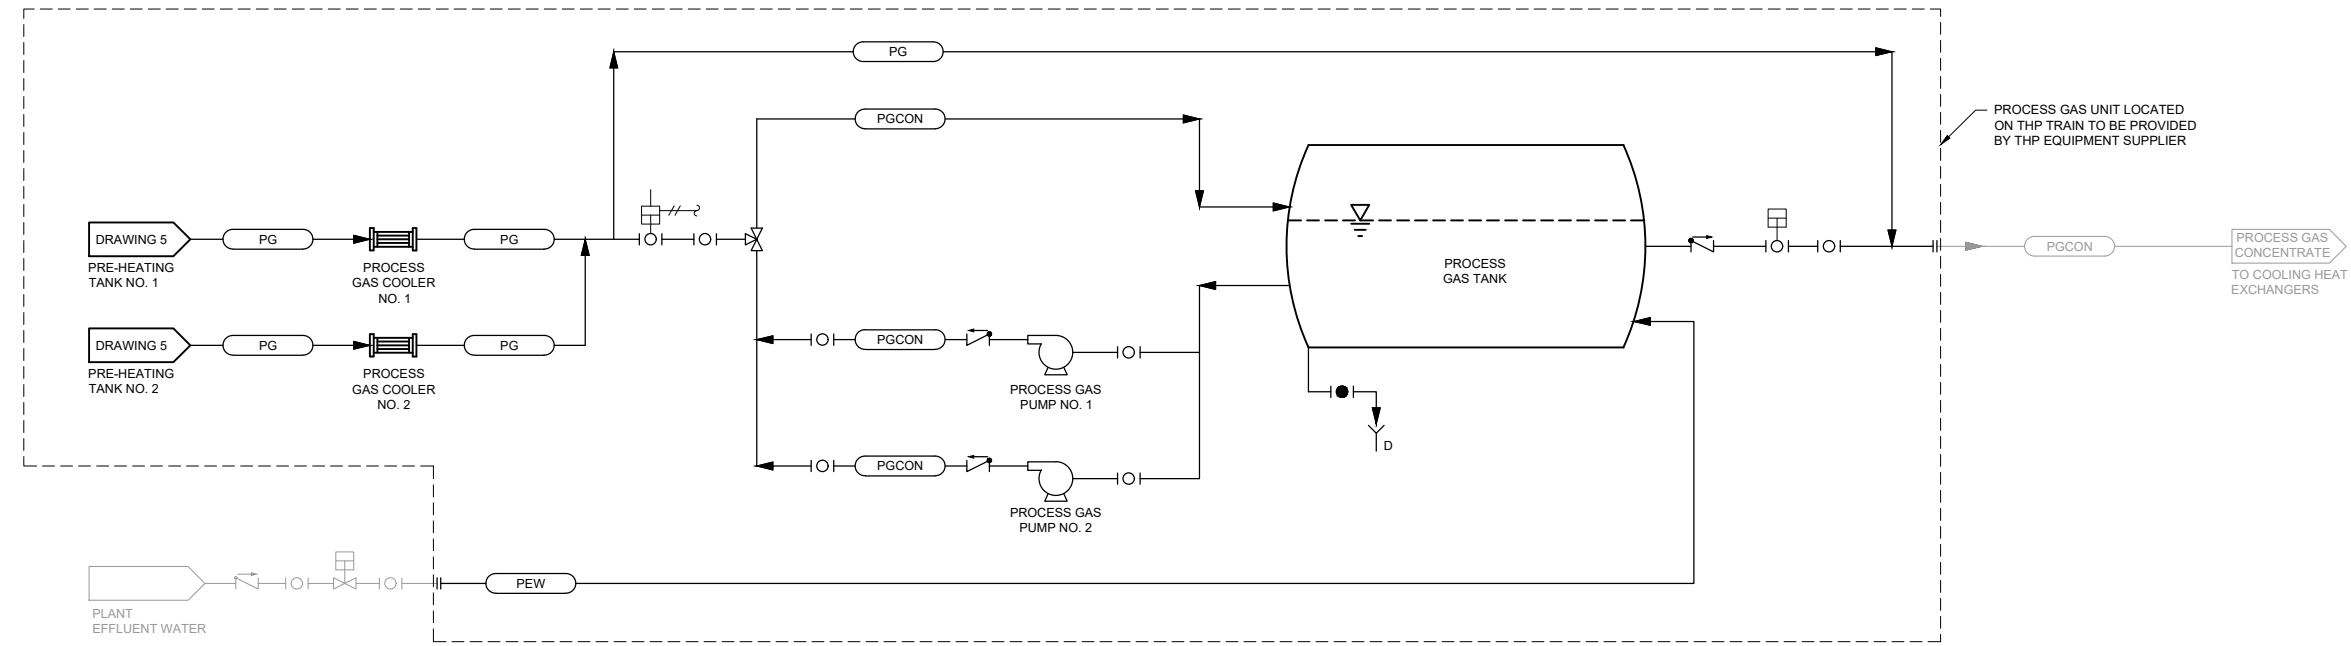 PG
PGCON
PROCESS GAS UNIT LOCATED
ON THP TRAIN TO BE PROVIDED
BY THP EQUIPMENT SUPPLIER
DRAWING 5
PRE-HEATING
TANK NO. 1
PG
PROCESS
GAS COOLER
NO. 1
PG
PROCESS
GAS TANK
PGCON
PROCESS GAS
CONCENTRATE
TO COOLING HEAT
EXCHANGERS
DRAWING 5
PRE-HEATING
TANK NO. 2
PG
PROCESS
GAS COOLER
NO. 2
PG
PGCON
PROCESS GAS
PUMP NO. 1
D
PGCON
PROCESS GAS
PUMP NO. 2
PLANT
EFFLUENT WATER
PEW